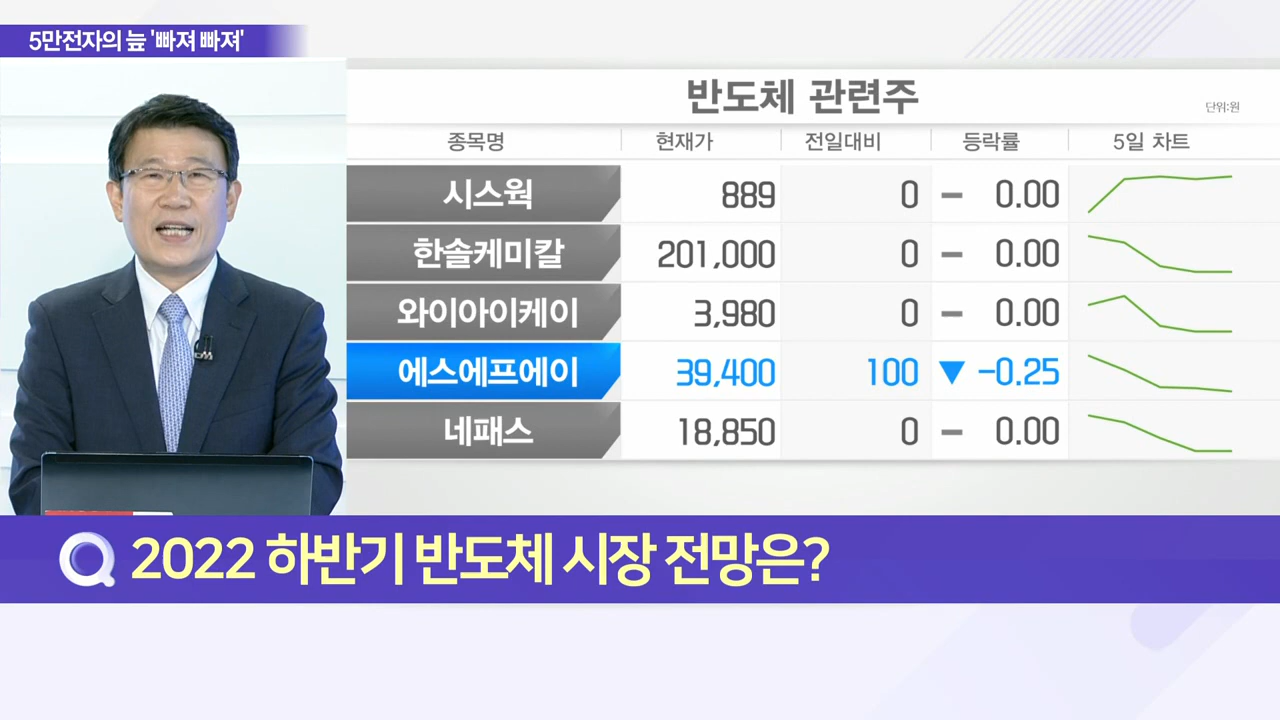 5만전자의 늪 '빠져 빠져'
반도체 관련주
단위:원
종목명 현재가 전일대비 등락률 5일 차트
시스웍 889 0 - 0.00
한솔케미칼 201,000 0 - 0.00
와이아이케이 3,980 0 - 0.00
에스에프에이 39,400 100 ▼ -0.25
네패스 18,850 0 - 0.00
2022 하반기 반도체 시장 전망은?